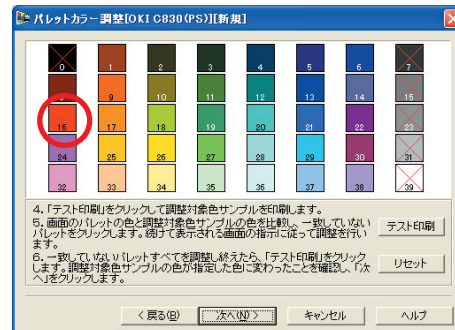 パレットカラー調整[OKI C830(PS)][新規]
0 1 2 3 4 5 6 7
9 10 11 12 13 14 15
16 17 18 19 20 21 22 23
24 25 26 27 28 29 30 31
32 33 34 35 36 37 38 39
4.「テスト印刷」をクリックして調整対象色サンプルを印刷します。
5. 画面のパレットの色と調整対象色サンプルの色を比較し、一致していない
パレットをクリックします。続けて表示される画面の指示に従って調整を行い
ます。
6. 一致していないパレットすべてを調整し終えたら、「テスト印刷」をクリック
します。調整対象色サンプルの色が指定した色に変わったことを確認し、「次
へ」をクリックします。
テスト印刷
リセット
< 戻る(B)
次へ(N) >
キャンセル
ヘルプ